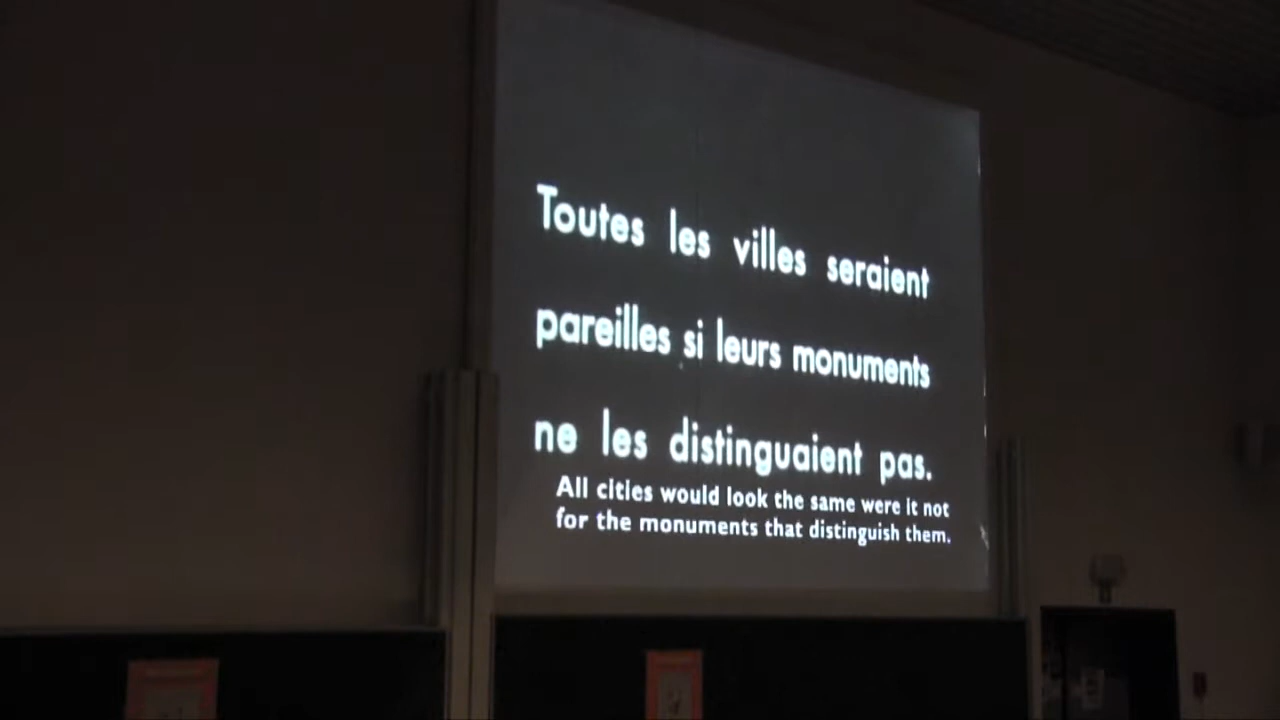 Toutes les villes seraient
pareilles si leurs monuments
ne les distinguaient pas.
All cities would look the same were it not
for the monuments that distinguish them.